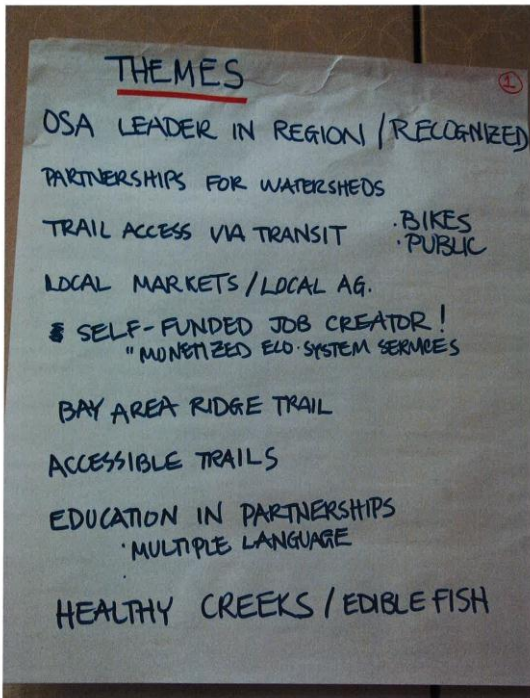 THEMES
①
OSA LEADER IN REGION / RECOGNIZED
PARTNERSHIPS FOR WATERSHEDS
TRAIL ACCESS VIA TRANSIT · BIKES
· PUBLIC
LOCAL MARKETS / LOCAL AG.
SELF-FUNDED JOB CREATOR!
"MONETIZED ECO·SYSTEM SERVICES
BAY AREA RIDGE TRAIL
ACCESSIBLE TRAILS
EDUCATION IN PARTNERSHIPS
· MULTIPLE LANGUAGE
HEALTHY CREEKS / EDIBLE FISH